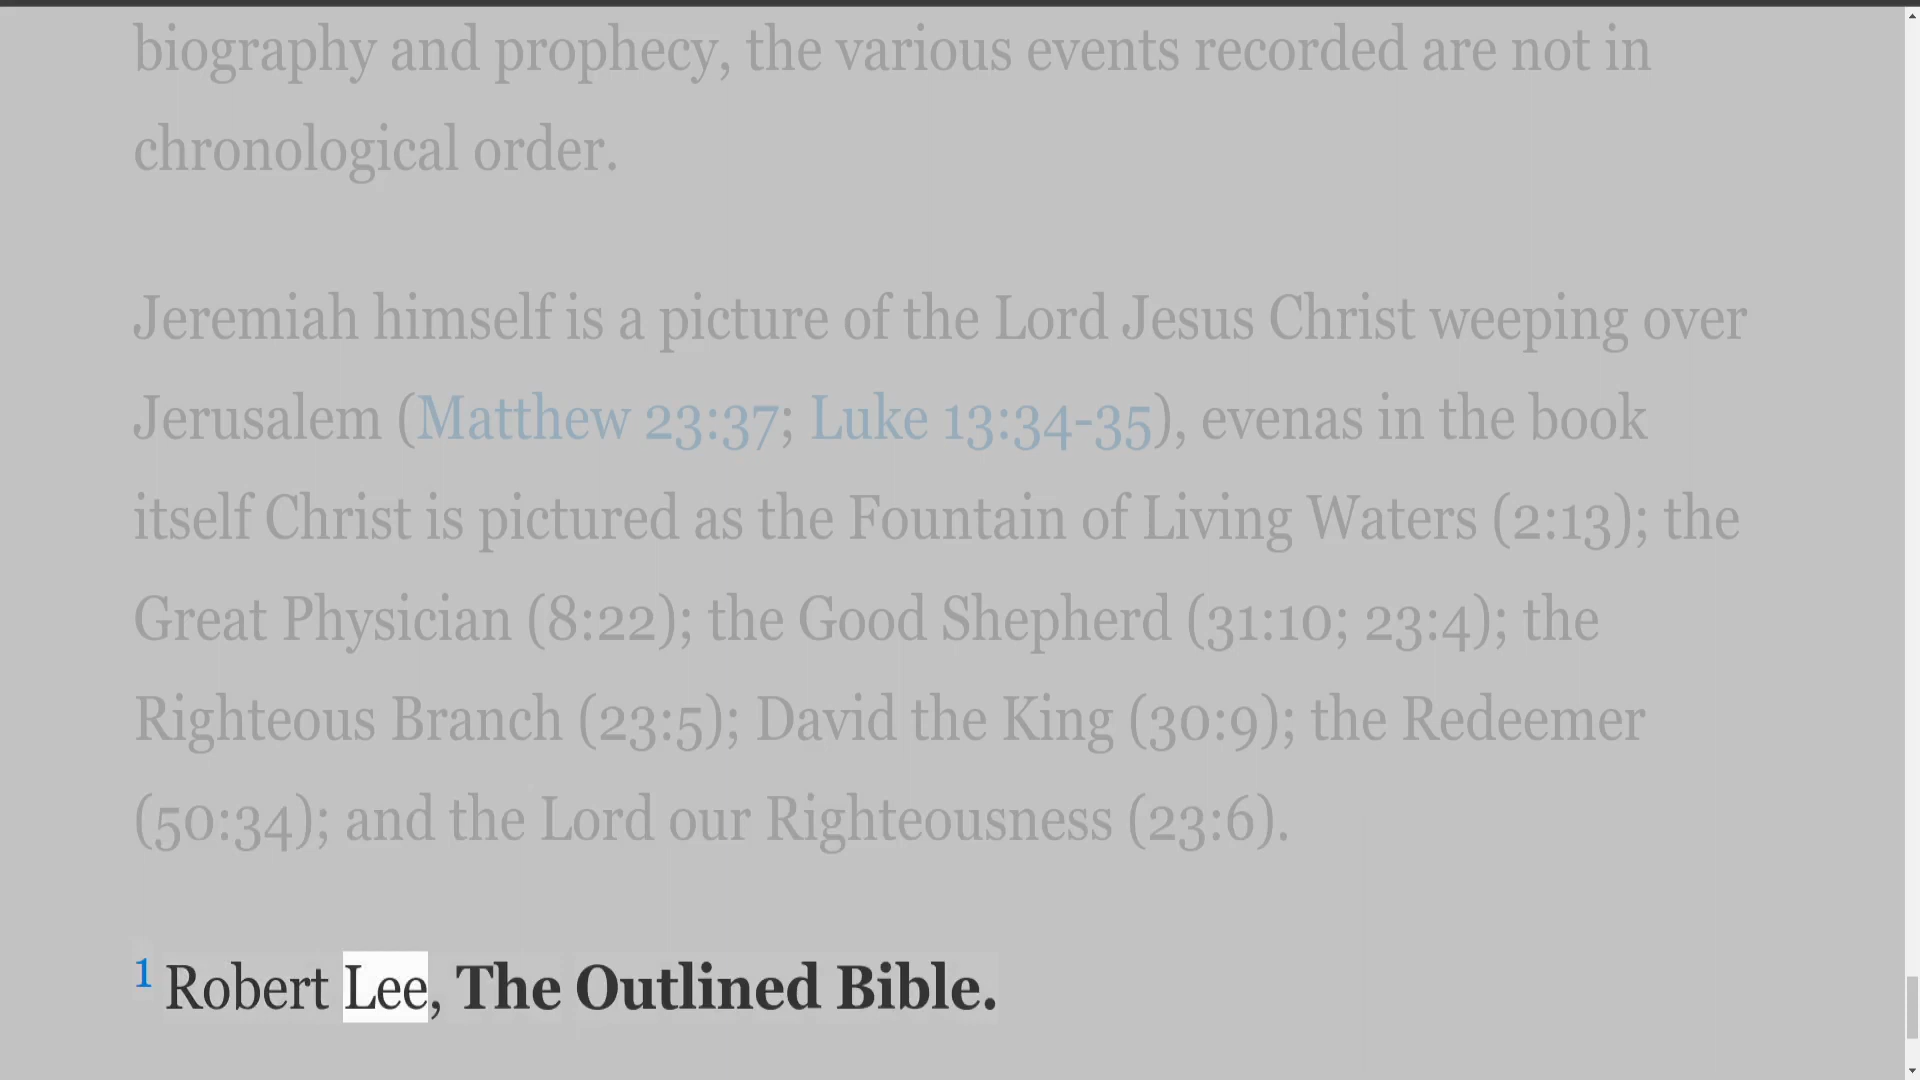 biography and prophecy, the various events recorded are not in
chronological order.
Jeremiah himself is a picture of the Lord Jesus Christ weeping over
Jerusalem (Matthew 23:37; Luke 13:34-35), evenas in the book
itself Christ is pictured as the Fountain of Living Waters (2:13); the
Great Physician (8:22); the Good Shepherd (31:10; 23:4); the
Righteous Branch (23:5); David the King (30:9); the Redeemer
(50:34); and the Lord our Righteousness (23:6).
1 Robert Lee, The Outlined Bible.